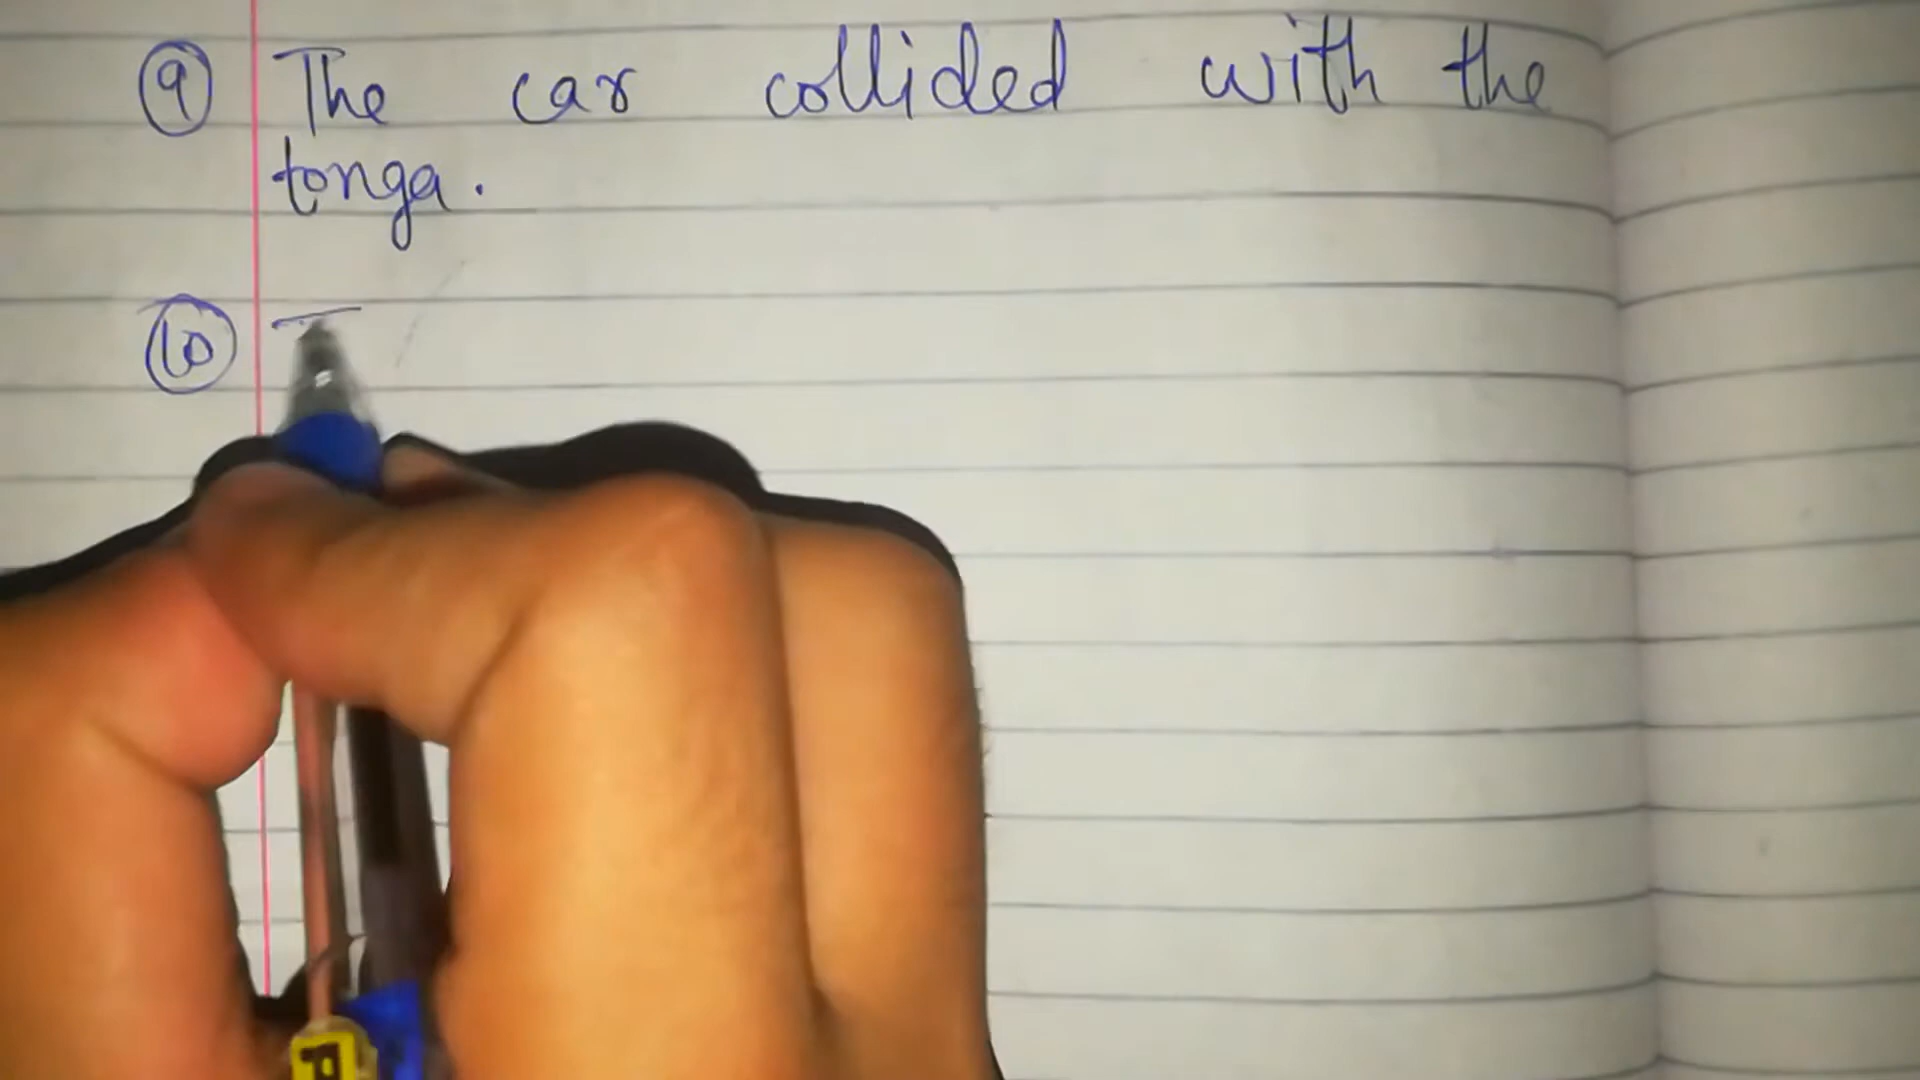 9 The car collided with the
tonga.
10